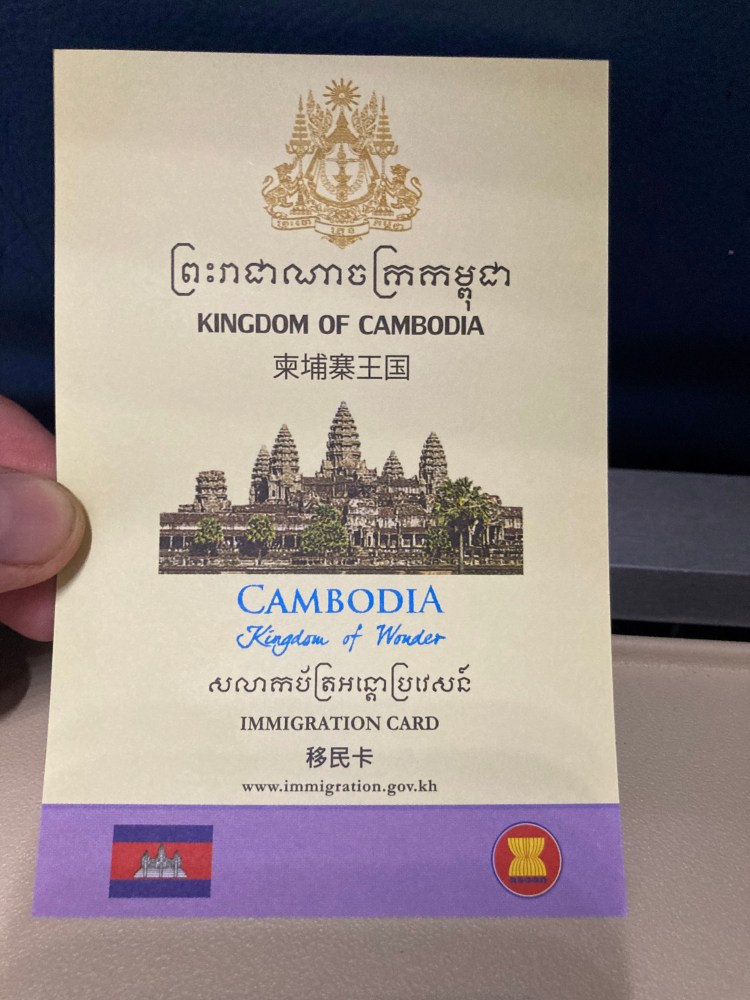 ព្រះរាជាណាចក្រកម្ពុជា
KINGDOM OF CAMBODIA
柬埔寨王国
CAMBODIA
Kingdom of Wonder
សលាកប័ត្រអន្តោប្រវេសន៍
IMMIGRATION CARD
移民卡
www.immigration.gov.kh